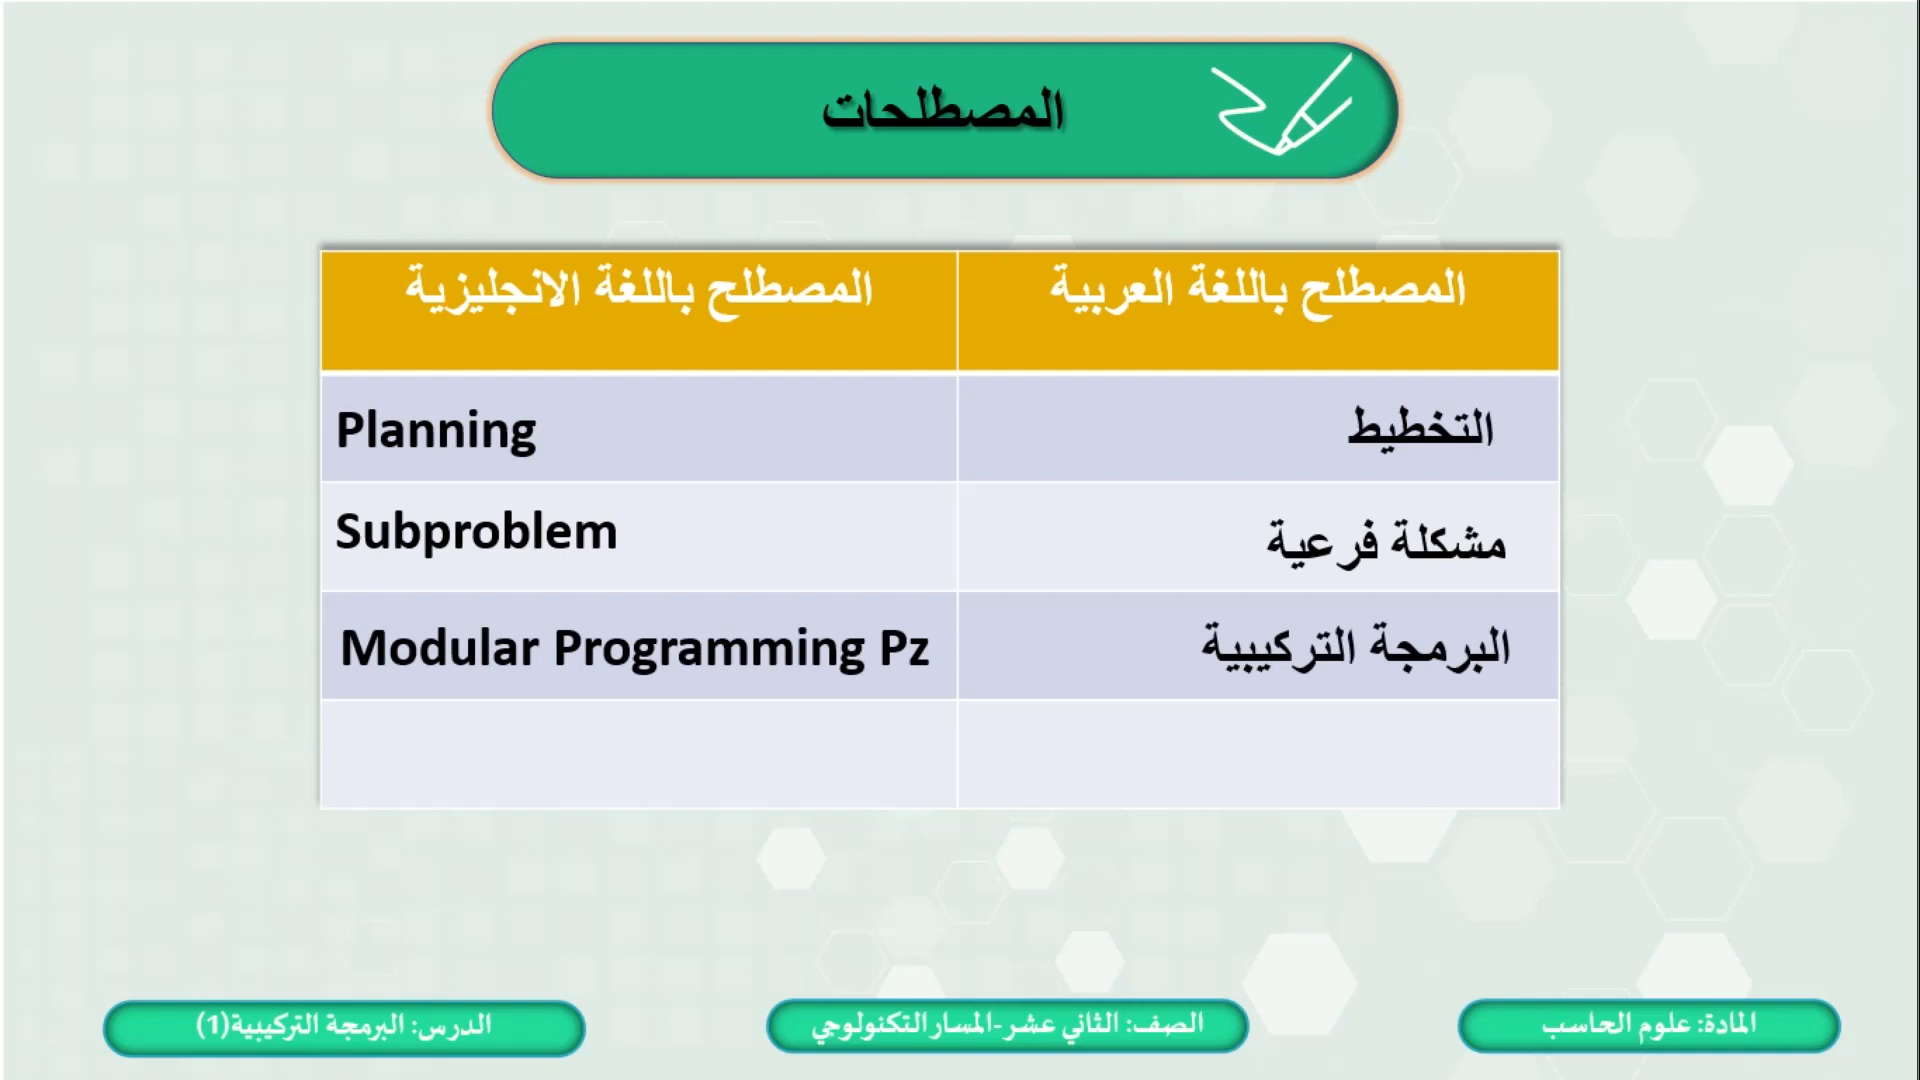 المصطلحات
المصطلح باللغة العربية
المصطلح باللغة الانجليزية
التخطيط
Planning
مشكلة فرعية
Subproblem
البرمجة التركيبية
Modular Programming Pz
المادة: علوم الحاسب
الصف: الثاني عشر-المسار التكنولوجي
الدرس: البرمجة التركيبية(1)